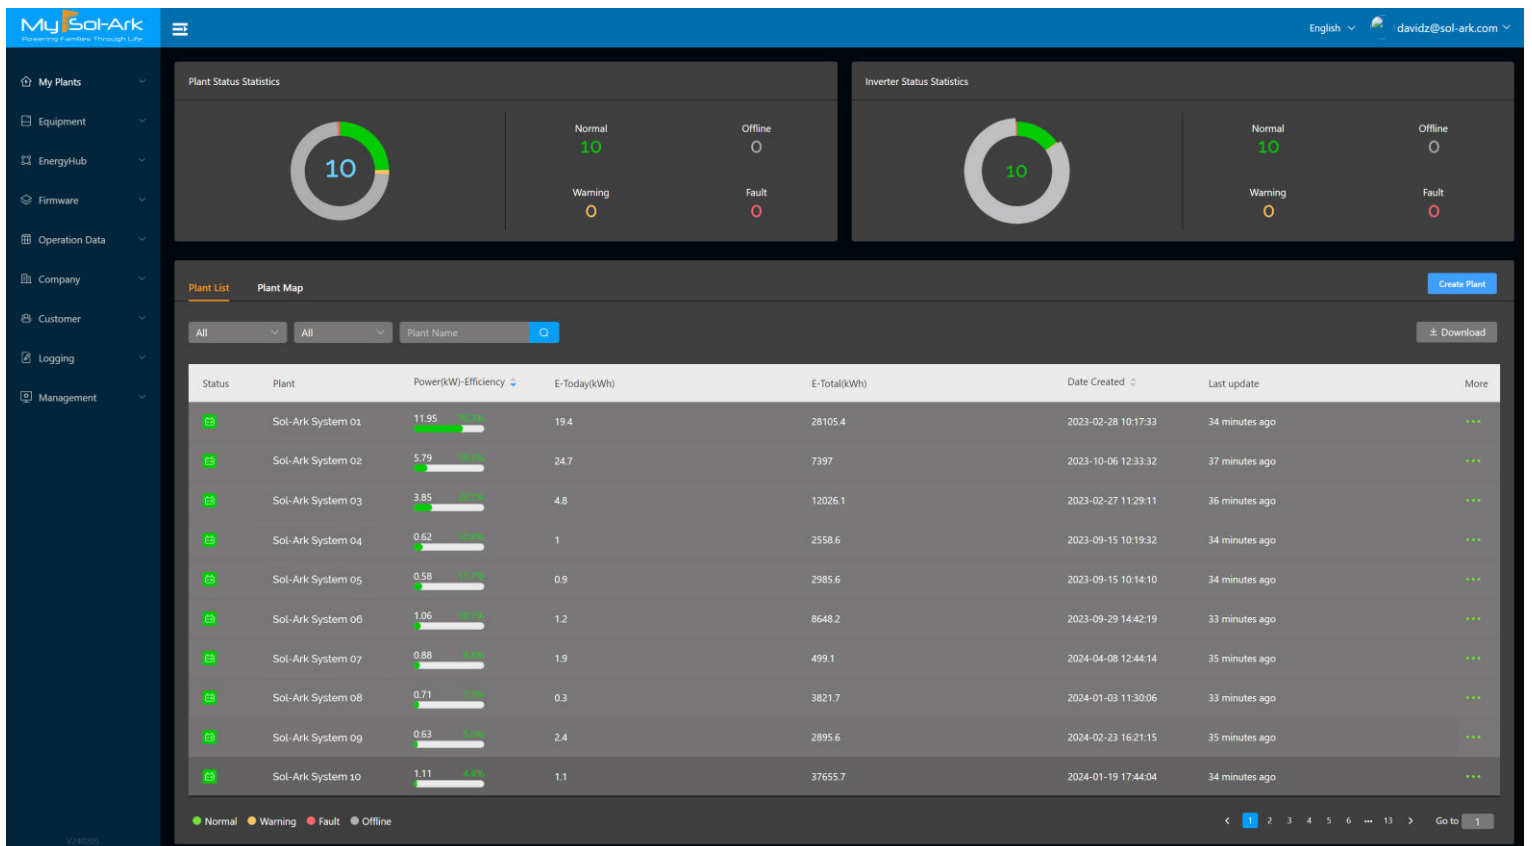 My Sol-Ark
Powering Families Through Life
English
davidz@sol-ark.com
My Plants
Equipment
EnergyHub
Firmware
Operation Data
Company
Customer
Logging
Management
Plant Status Statistics
10
Normal
10
Offline
0
Warning
0
Fault
0
Inverter Status Statistics
10
Normal
10
Offline
0
Warning
0
Fault
0
Plant List Plant Map
Create Plant
All All Plant Name
Download
Status Plant Power(kW)-Efficiency E-Today(kWh) E-Total(kWh) Date Created Last update More
Sol-Ark System 01 11.95 19.4 28105.4 2023-02-28 10:17:33 34 minutes ago
Sol-Ark System 02 5.79 24.7 7397 2023-10-06 12:33:32 37 minutes ago
Sol-Ark System 03 3.85 4.8 12026.1 2023-02-27 11:29:11 36 minutes ago
Sol-Ark System 04 0.62 1 2558.6 2023-09-15 10:19:32 34 minutes ago
Sol-Ark System 05 0.58 0.9 2985.6 2023-09-15 10:14:10 34 minutes ago
Sol-Ark System 06 1.06 1.2 8648.2 2023-09-29 14:42:19 33 minutes ago
Sol-Ark System 07 0.88 1.9 499.1 2024-04-08 12:44:14 35 minutes ago
Sol-Ark System 08 0.71 0.3 3821.7 2024-01-03 11:30:06 33 minutes ago
Sol-Ark System 09 0.63 2.4 2895.6 2024-02-23 16:21:15 35 minutes ago
Sol-Ark System 10 1.11 4.4% 1.1 37655.7 2024-01-19 17:44:04 34 minutes ago
Normal Warning Fault Offline
1 2 3 4 5 6 ••• 13 Go to 1